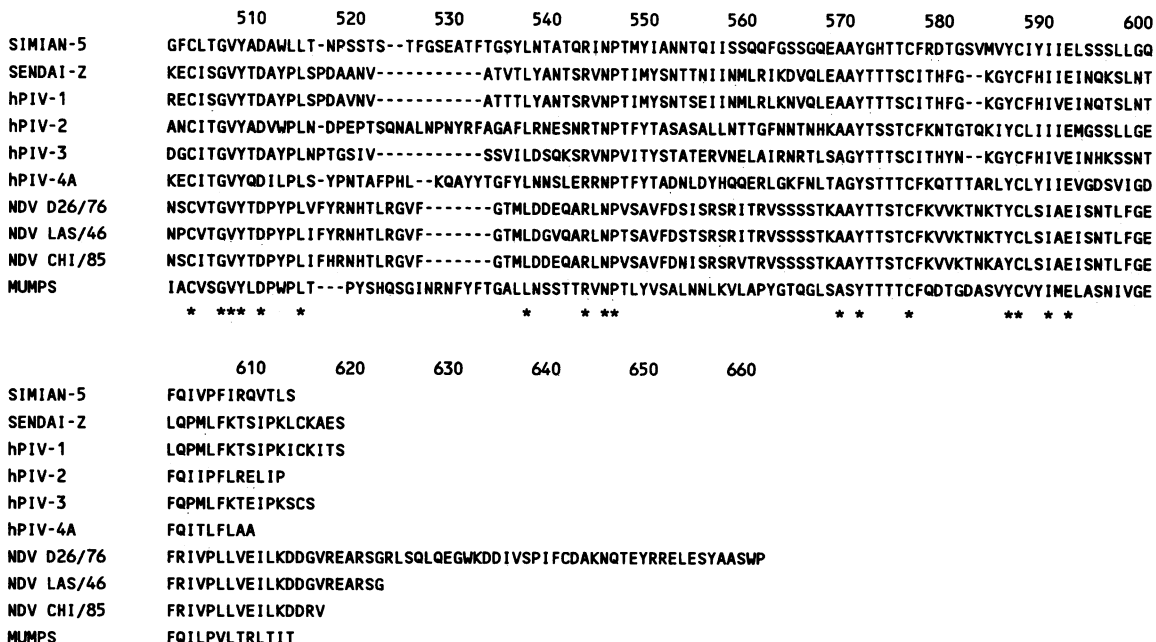 510 520 530 540 550 560 570 580 590 600
SIMIAN-5 GFCLTGVYADAWLLT-NPSSTS--TFGSEATFTGSYLNTATQRINPTMYIANNTQIISSQQFGSSGQEAAYGHTTCFRDTGSVMVYCIYIIELSSSLLGQ
SENDAI-Z KECISGVYTDAYPLSPDAANV-----------ATVTLYANTSRVNPTIMYSNTTNIINMLRIKDVQLEAAYTTTSCITHFG--KGYCFHIIEINQKSLNT
hPIV-1 RECISGVYTDAYPLSPDAVNV-----------ATTTLYANTSRVNPTIMYSNTSEIINMLRLKNVQLEAAYTTTSCITHFG--KGYCFHIVEINQTSLNT
hPIV-2 ANCITGVYADVWPLN-DPEPTSQNALNPNYRFAGAFLRNESNRTNPTFYTASASALLNTTGFNNTNHKAAYTSSTCFKNTGTQKIYCLIIIEMGSSLLGE
hPIV-3 DGCITGVYTDAYPLNPTGSIV-----------SSVILDSQKSRVNPVITYSTATERVNELAIRNRTLSAGYTTTSCITHYN--KGYCFHIVEINHKSSNT
hPIV-4A KECITGVYQDILPLS-YPNTAFPHL--KQAYYTGFYLNNSLERRNPTFYTADNLDYHQQERLGKFNLTAGYSTTTCFKQTTTARLYCLYIIEVGDSVIGD
NDV D26/76 NSCVTGVYTDPYPLVFYRNHTLRGVF-------GTMLDDEQARLNPVSAVFDSISRSRITRVSSSSTKAAYTTSTCFKVVKTNKTYCLSIAEISNTLFGE
NDV LAS/46 NPCVTGVYTDPYPLIFYRNHTLRGVF-------GTMLDGVQARLNPTSAVFDSTSRSRITRVSSSSTKAAYTTSTCFKVVKTNKTYCLSIAEISNTLFGE
NDV CHI/85 NSCITGVYTDPYPLIFHRNHTLRGVF-------GTMLDDEQARLNPVSAVFDNISRSRVTRVSSSSTKAAYTTSTCFKVVKTNKAYCLSIAEISNTLFGE
MUMPS IACVSGVYLDPWPLT---PYSHQSGINRNFYFTGALLNSSTTRVNPTLYVSALNNLKVLAPYGTQGLSASYTTTTCFQDTGDASVYCVYIMELASNIVGE
* *** * * * * ** * * * ** * *
610 620 630 640 650 660
SIMIAN-5 FQIVPFIRQVTLS
SENDAI-Z LQPMLFKTSIPKLCKAES
hPIV-1 LQPMLFKTSIPKICKITS
hPIV-2 FQIIPFLRELIP
hPIV-3 FQPMLFKTEIPKSCS
hPIV-4A FQITLFLAA
NDV D26/76 FRIVPLLVEILKDDGVREARSGRLSQLQEGWKDDIVSPIFCDAKNQTEYRRELESYAASWP
NDV LAS/46 FRIVPLLVEILKDDGVREARSG
NDV CHI/85 FRIVPLLVEILKDDRV
MUMPS FQILPVLTRLTIT